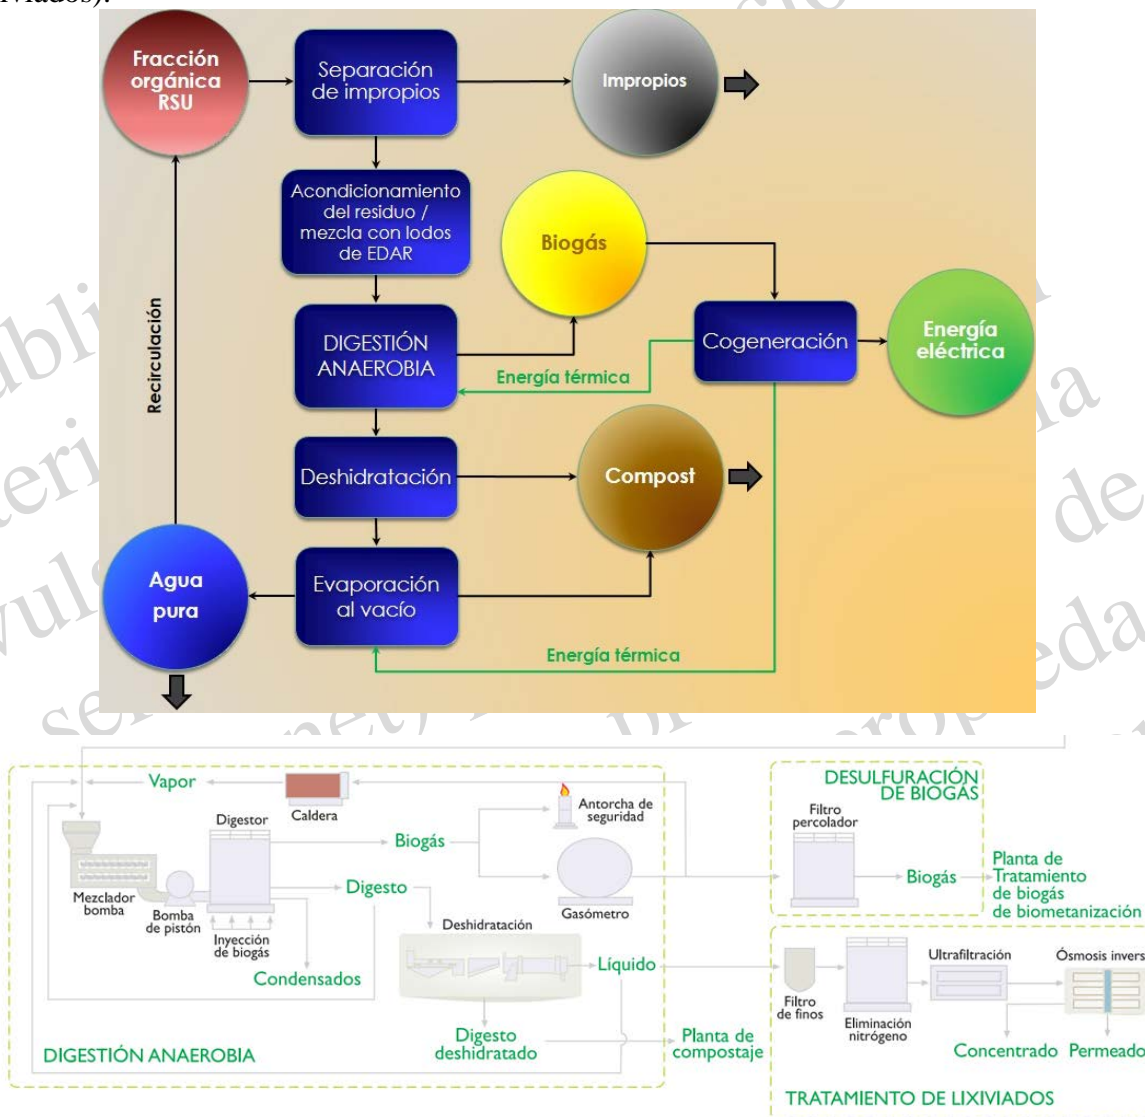 Fracción
orgánica
RSU
Separación
de impropios
Impropios
Acondicionamiento
del residuo /
mezcla con lodos
de EDAR
Biogás
Recirculación
DIGESTIÓN
ANAEROBIA
Energía térmica
Cogeneración
Energía
eléctrica
Deshidratación
Compost
Agua
pura
Evaporación
al vacío
Energía térmica
Vapor
Caldera
Digestor
Mezclador
bomba
Bomba
de pistón
Inyección
de biogás
Condensados
Biogás
Digesto
Antorcha de
seguridad
Gasómetro
Deshidratación
Líquido
Digesto
deshidratado
Planta de
compostaje
DIGESTIÓN ANAEROBIA
DESULFURACIÓN
DE BIOGÁS
Filtro
percolador
Biogás
Planta de
Tratamiento
de biogás
de biometanización
Filtro
de finos
Eliminación
nitrógeno
Ultrafiltración
Ósmosis invers
Concentrado
Permeado
TRATAMIENTO DE LIXIVIADOS